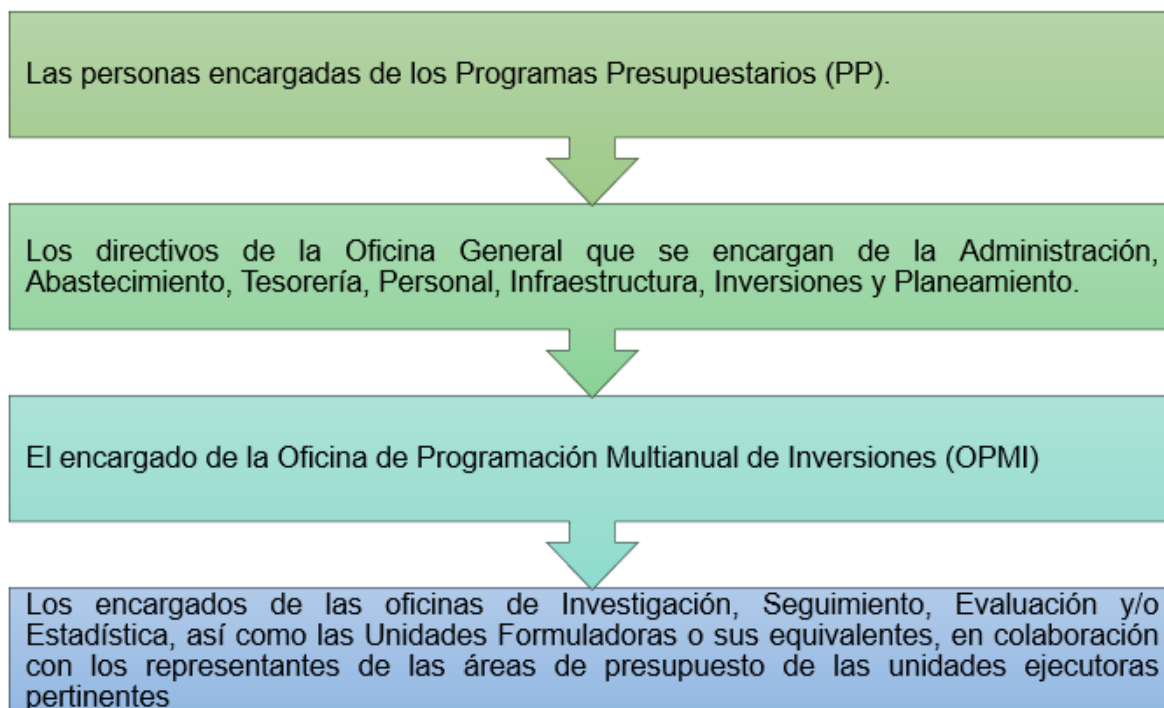 Las personas encargadas de los Programas Presupuestarios (PP).
Los directivos de la Oficina General que se encargan de la Administración,
Abastecimiento, Tesorería, Personal, Infraestructura, Inversiones y Planeamiento.
El encargado de la Oficina de Programación Multianual de Inversiones (OPMI)
Los encargados de las oficinas de Investigación, Seguimiento, Evaluación y/o
Estadística, así como las Unidades Formuladoras o sus equivalentes, en colaboración
con los representantes de las áreas de presupuesto de las unidades ejecutoras
pertinentes